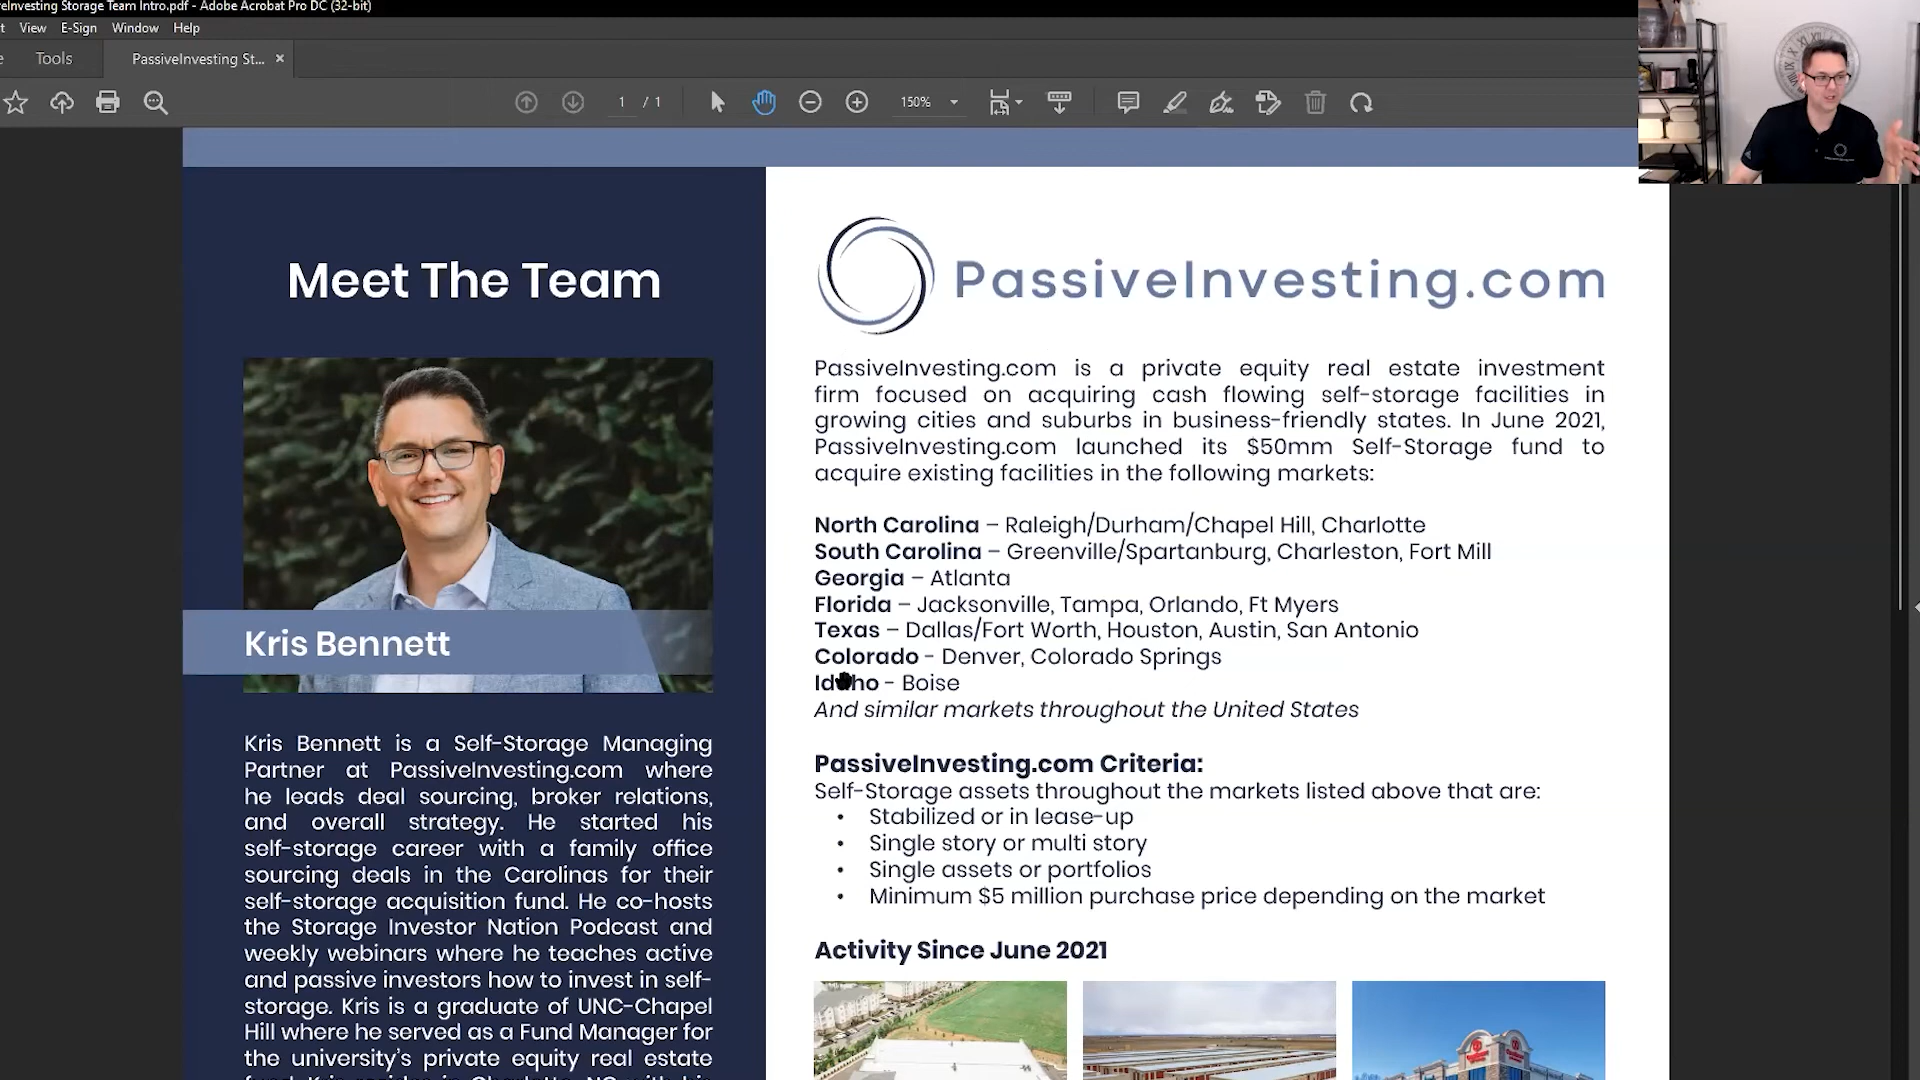 eInvesting Storage Team Intro.pdf - Adobe Acrobat Pro DC (32-bit)
t View E-Sign Window Help
e Tools PassiveInvesting St... ×
1 / 1 150%
Meet The Team
Kris Bennett
Kris Bennett is a Self-Storage Managing
Partner at PassiveInvesting.com where
he leads deal sourcing, broker relations,
and overall strategy. He started his
self-storage career with a family office
sourcing deals in the Carolinas for their
self-storage acquisition fund. He co-hosts
the Storage Investor Nation Podcast and
weekly webinars where he teaches active
and passive investors how to invest in self-
storage. Kris is a graduate of UNC-Chapel
Hill where he served as a Fund Manager for
the university's private equity real estate
PassiveInvesting.com
PassiveInvesting.com is a private equity real estate investment
firm focused on acquiring cash flowing self-storage facilities in
growing cities and suburbs in business-friendly states. In June 2021,
PassiveInvesting.com launched its $50mm Self-Storage fund to
acquire existing facilities in the following markets:
North Carolina – Raleigh/Durham/Chapel Hill, Charlotte
South Carolina – Greenville/Spartanburg, Charleston, Fort Mill
Georgia – Atlanta
Florida – Jacksonville, Tampa, Orlando, Ft Myers
Texas – Dallas/Fort Worth, Houston, Austin, San Antonio
Colorado - Denver, Colorado Springs
Idaho - Boise
And similar markets throughout the United States
PassiveInvesting.com Criteria:
Self-Storage assets throughout the markets listed above that are:
• Stabilized or in lease-up
• Single story or multi story
• Single assets or portfolios
• Minimum $5 million purchase price depending on the market
Activity Since June 2021